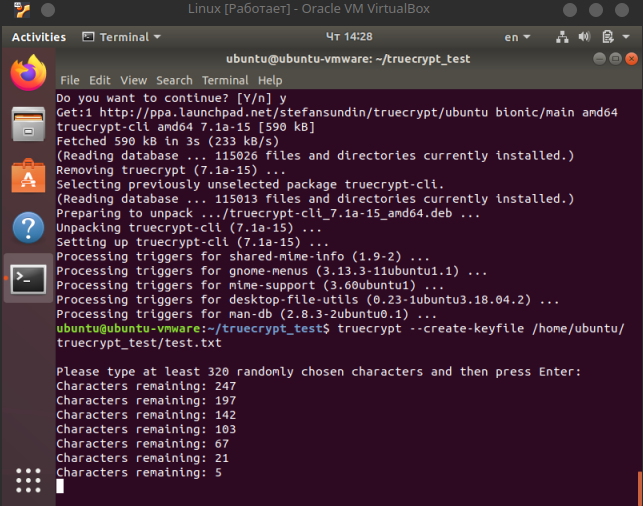 Linux [Работает] - Oracle VM VirtualBox
Activities Terminal Чт 14:28 en
ubuntu@ubuntu-vmware: ~/truecrypt_test
File Edit View Search Terminal Help
Do you want to continue? [Y/n] y
Get:1 http://ppa.launchpad.net/stefansundin/truecrypt/ubuntu bionic/main amd64
truecrypt-cli amd64 7.1a-15 [590 kB]
Fetched 590 kB in 3s (233 kB/s)
(Reading database ... 115026 files and directories currently installed.)
Removing truecrypt (7.1a-15) ...
Selecting previously unselected package truecrypt-cli.
(Reading database ... 115013 files and directories currently installed.)
Preparing to unpack .../truecrypt-cli_7.1a-15_amd64.deb ...
Unpacking truecrypt-cli (7.1a-15) ...
Setting up truecrypt-cli (7.1a-15) ...
Processing triggers for shared-mime-info (1.9-2) ...
Processing triggers for gnome-menus (3.13.3-11ubuntu1.1) ...
Processing triggers for mime-support (3.60ubuntu1) ...
Processing triggers for desktop-file-utils (0.23-1ubuntu3.18.04.2) ...
Processing triggers for man-db (2.8.3-2ubuntu0.1) ...
ubuntu@ubuntu-vmware:~/truecrypt_test$ truecrypt --create-keyfile /home/ubuntu/
truecrypt_test/test.txt
Please type at least 320 randomly chosen characters and then press Enter:
Characters remaining: 247
Characters remaining: 197
Characters remaining: 142
Characters remaining: 103
Characters remaining: 67
Characters remaining: 21
Characters remaining: 5